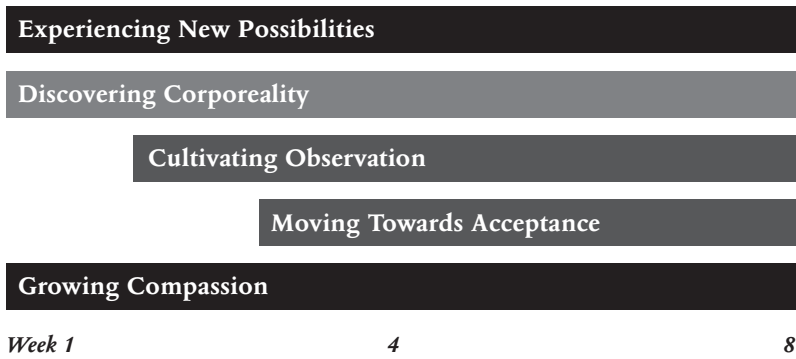 Experiencing New Possibilities
Discovering Corporeality
Cultivating Observation
Moving Towards Acceptance
Growing Compassion
Week 1 4 8